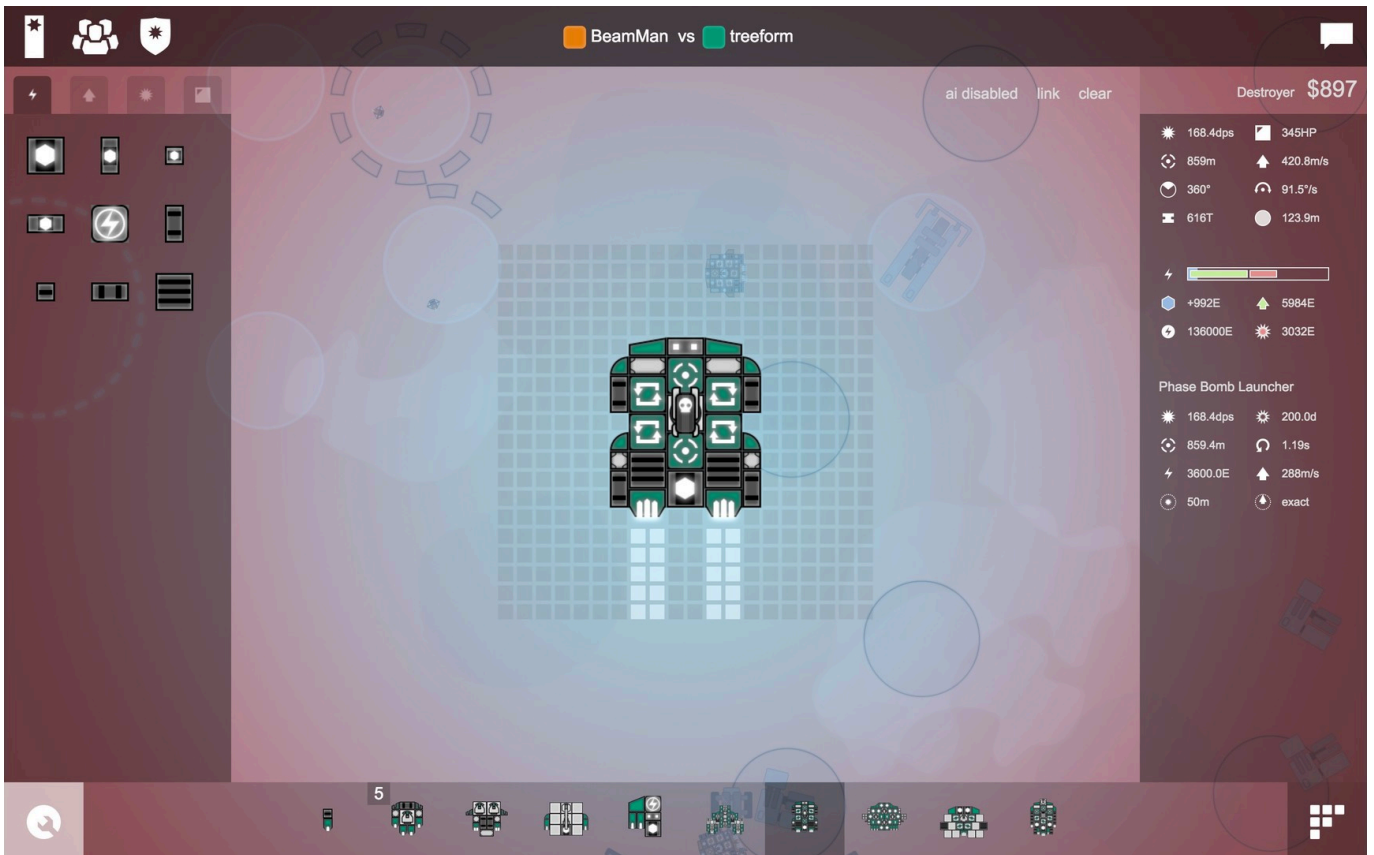 BeamMan vs treeform
ai disabled link clear
Destroyer $897
168.4dps 345HP
859m 420.8m/s
360° 91.5°/s
616T 123.9m
+992E 5984E
136000E 3032E
Phase Bomb Launcher
168.4dps 200.0d
859.4m 1.19s
3600.0E 288m/s
50m exact
5